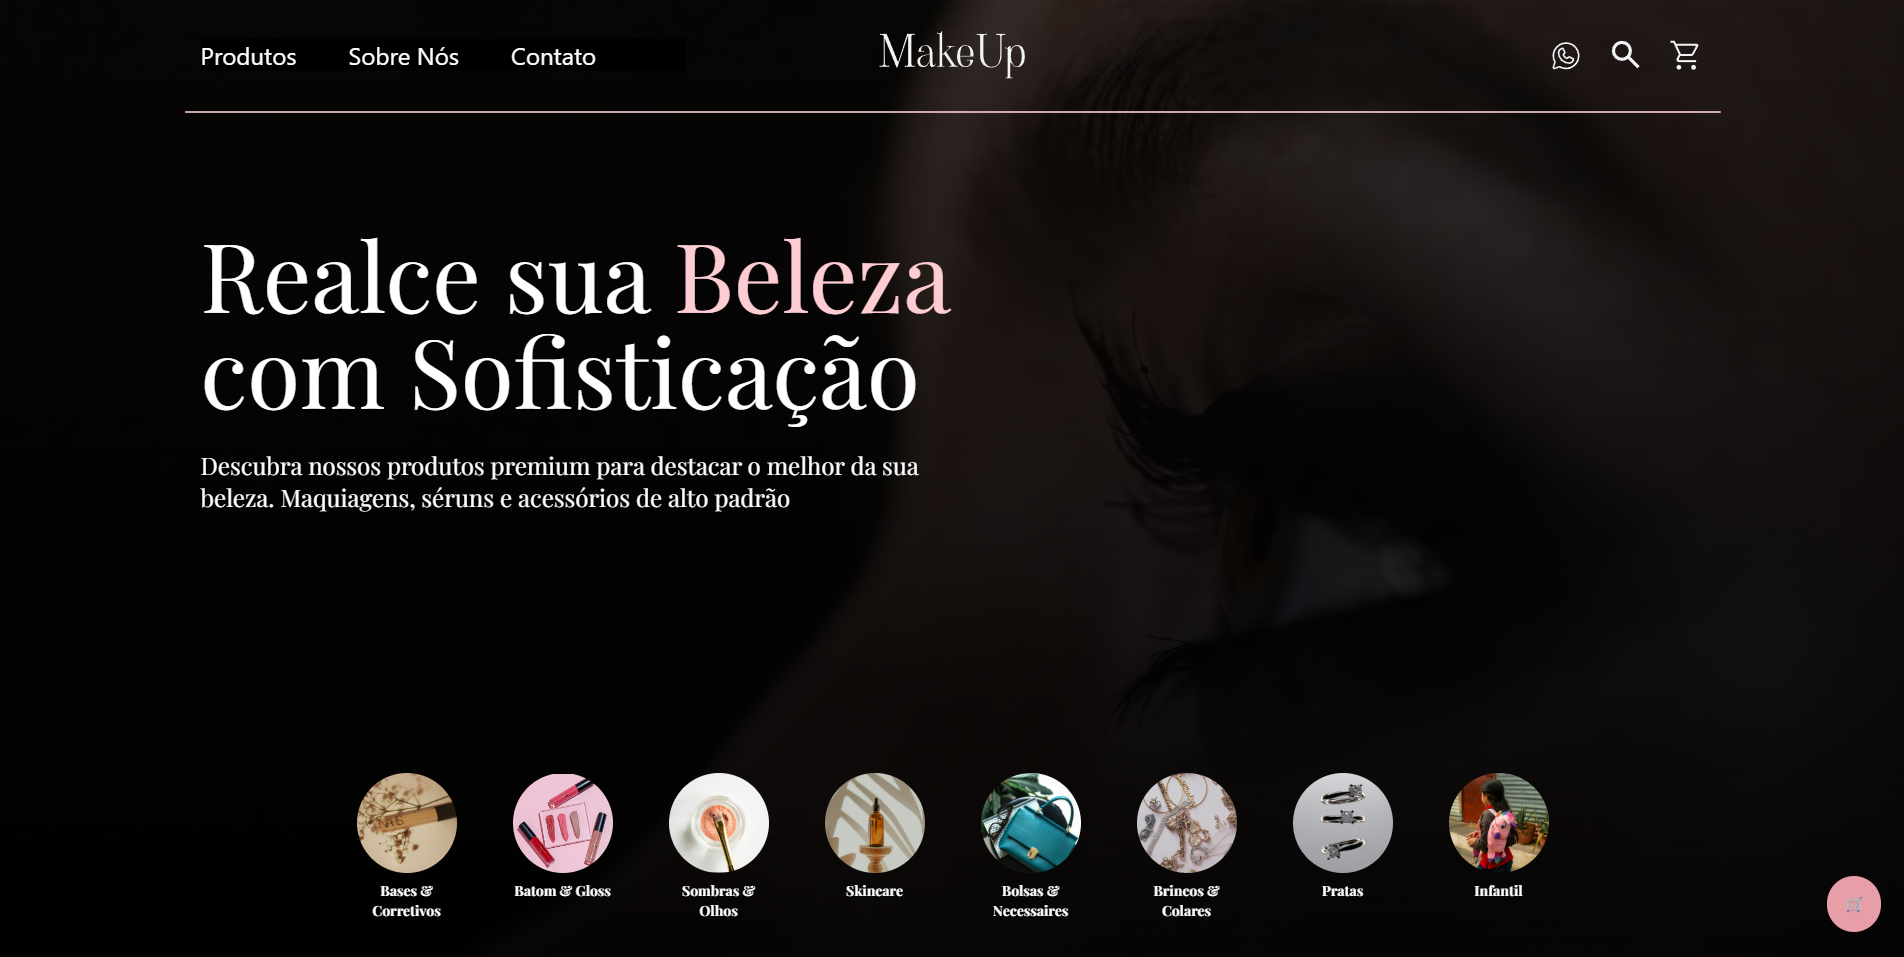 Produtos Sobre Nós Contato MakeUp
Realce sua Beleza
com Sofisticação
Descubra nossos produtos premium para destacar o melhor da sua
beleza. Maquiagens, séruns e acessórios de alto padrão
Bases &
Corretivos
Batom & Gloss
Sombras &
Olhos
Skincare
Bolsas &
Necessaires
Brincos &
Colares
Pratas
Infantil